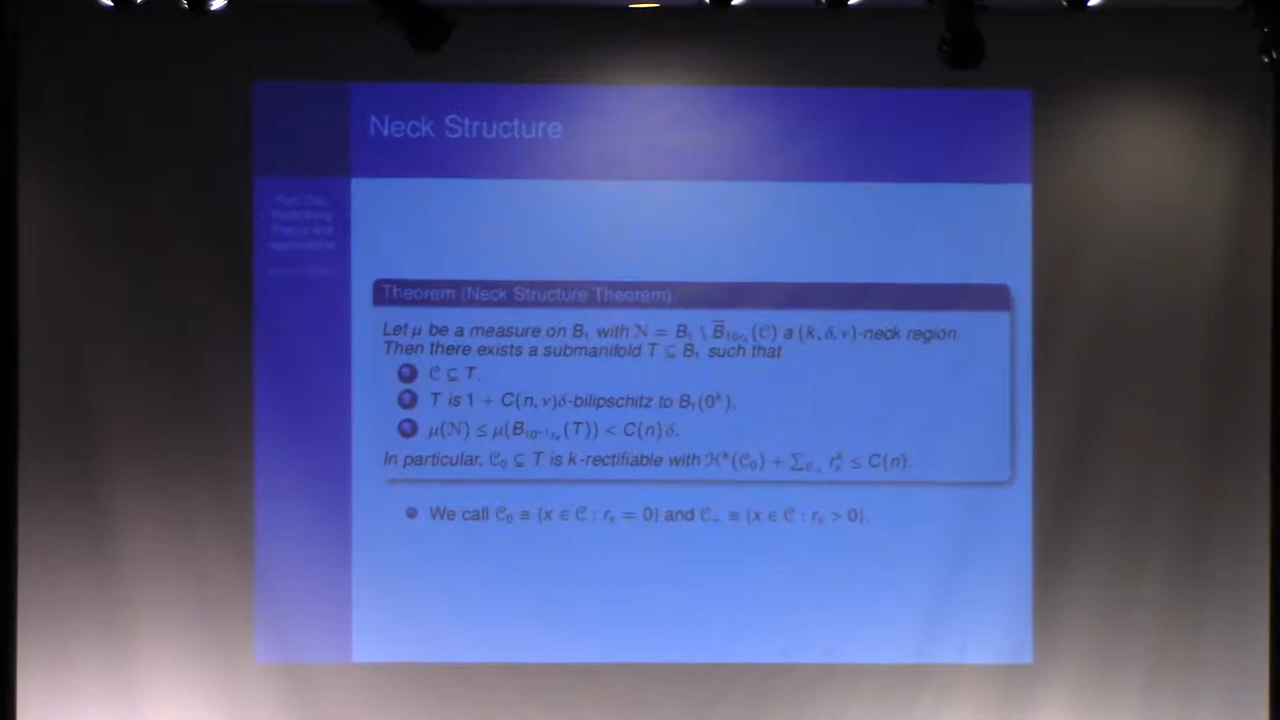 Neck Structure
Theory and
Theorem (Neck Structure Theorem)
Let μ be a measure on B₁ with 𝒩 = B₁ \ B̅₁₀ᵣₓ(𝒞) a (k, δ, ν)-neck region.
Then there exists a submanifold T ⊆ B₁ such that
𝒞 ⊆ T.
T is 1 + C(n, ν)δ-bilipschitz to B₁(0ᵏ).
μ(𝒩) ≤ μ(B₁₀⁻¹ᵣₓ(T)) < C(n)δ.
In particular, 𝒞₀ ⊆ T is k-rectifiable with ℋᵏ(𝒞₀) + ∑𝒞₊ rₓᵏ ≤ C(n).
We call 𝒞₀ ≡ {x ∈ 𝒞 : rₓ = 0} and 𝒞₊ ≡ {x ∈ 𝒞 : rₓ > 0}.